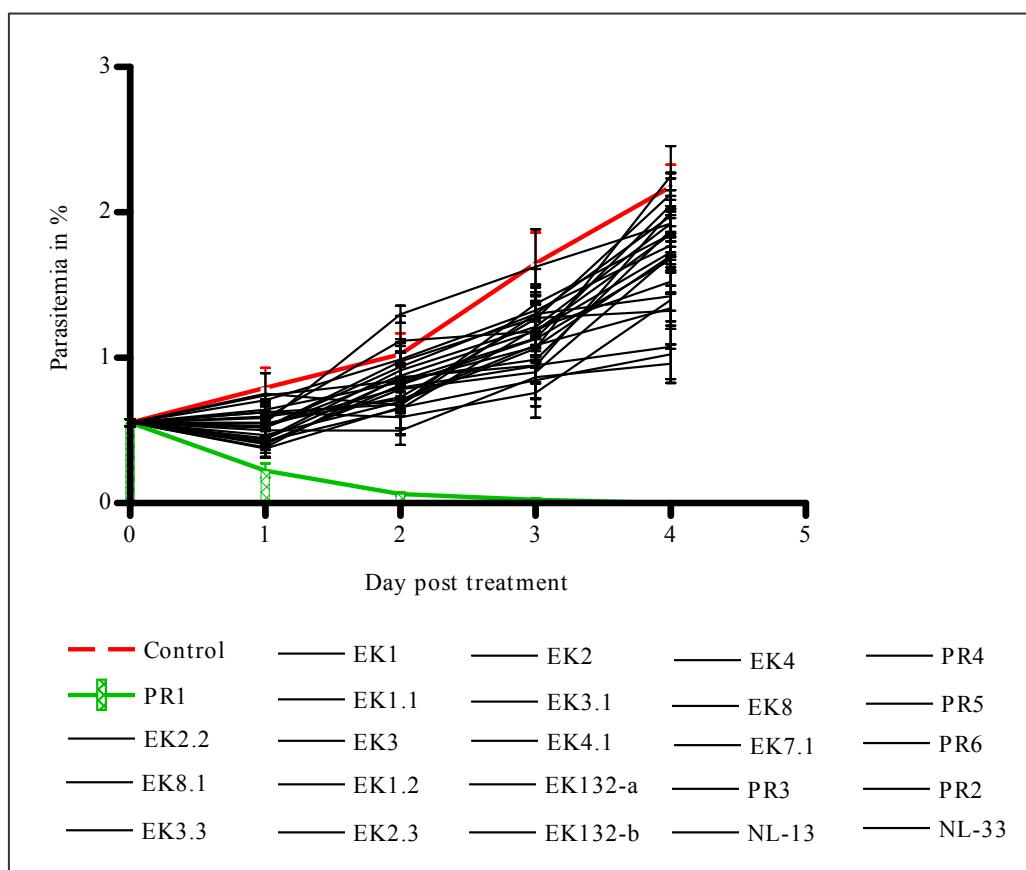 3
2
1
0
Parasitemia in %
0 1 2 3 4 5
Day post treatment
Control EK1 EK2 EK4 PR4
PR1 EK1.1 EK3.1 EK8 PR5
EK2.2 EK3 EK4.1 EK7.1 PR6
EK8.1 EK1.2 EK132-a PR3 PR2
EK3.3 EK2.3 EK132-b NL-13 NL-33